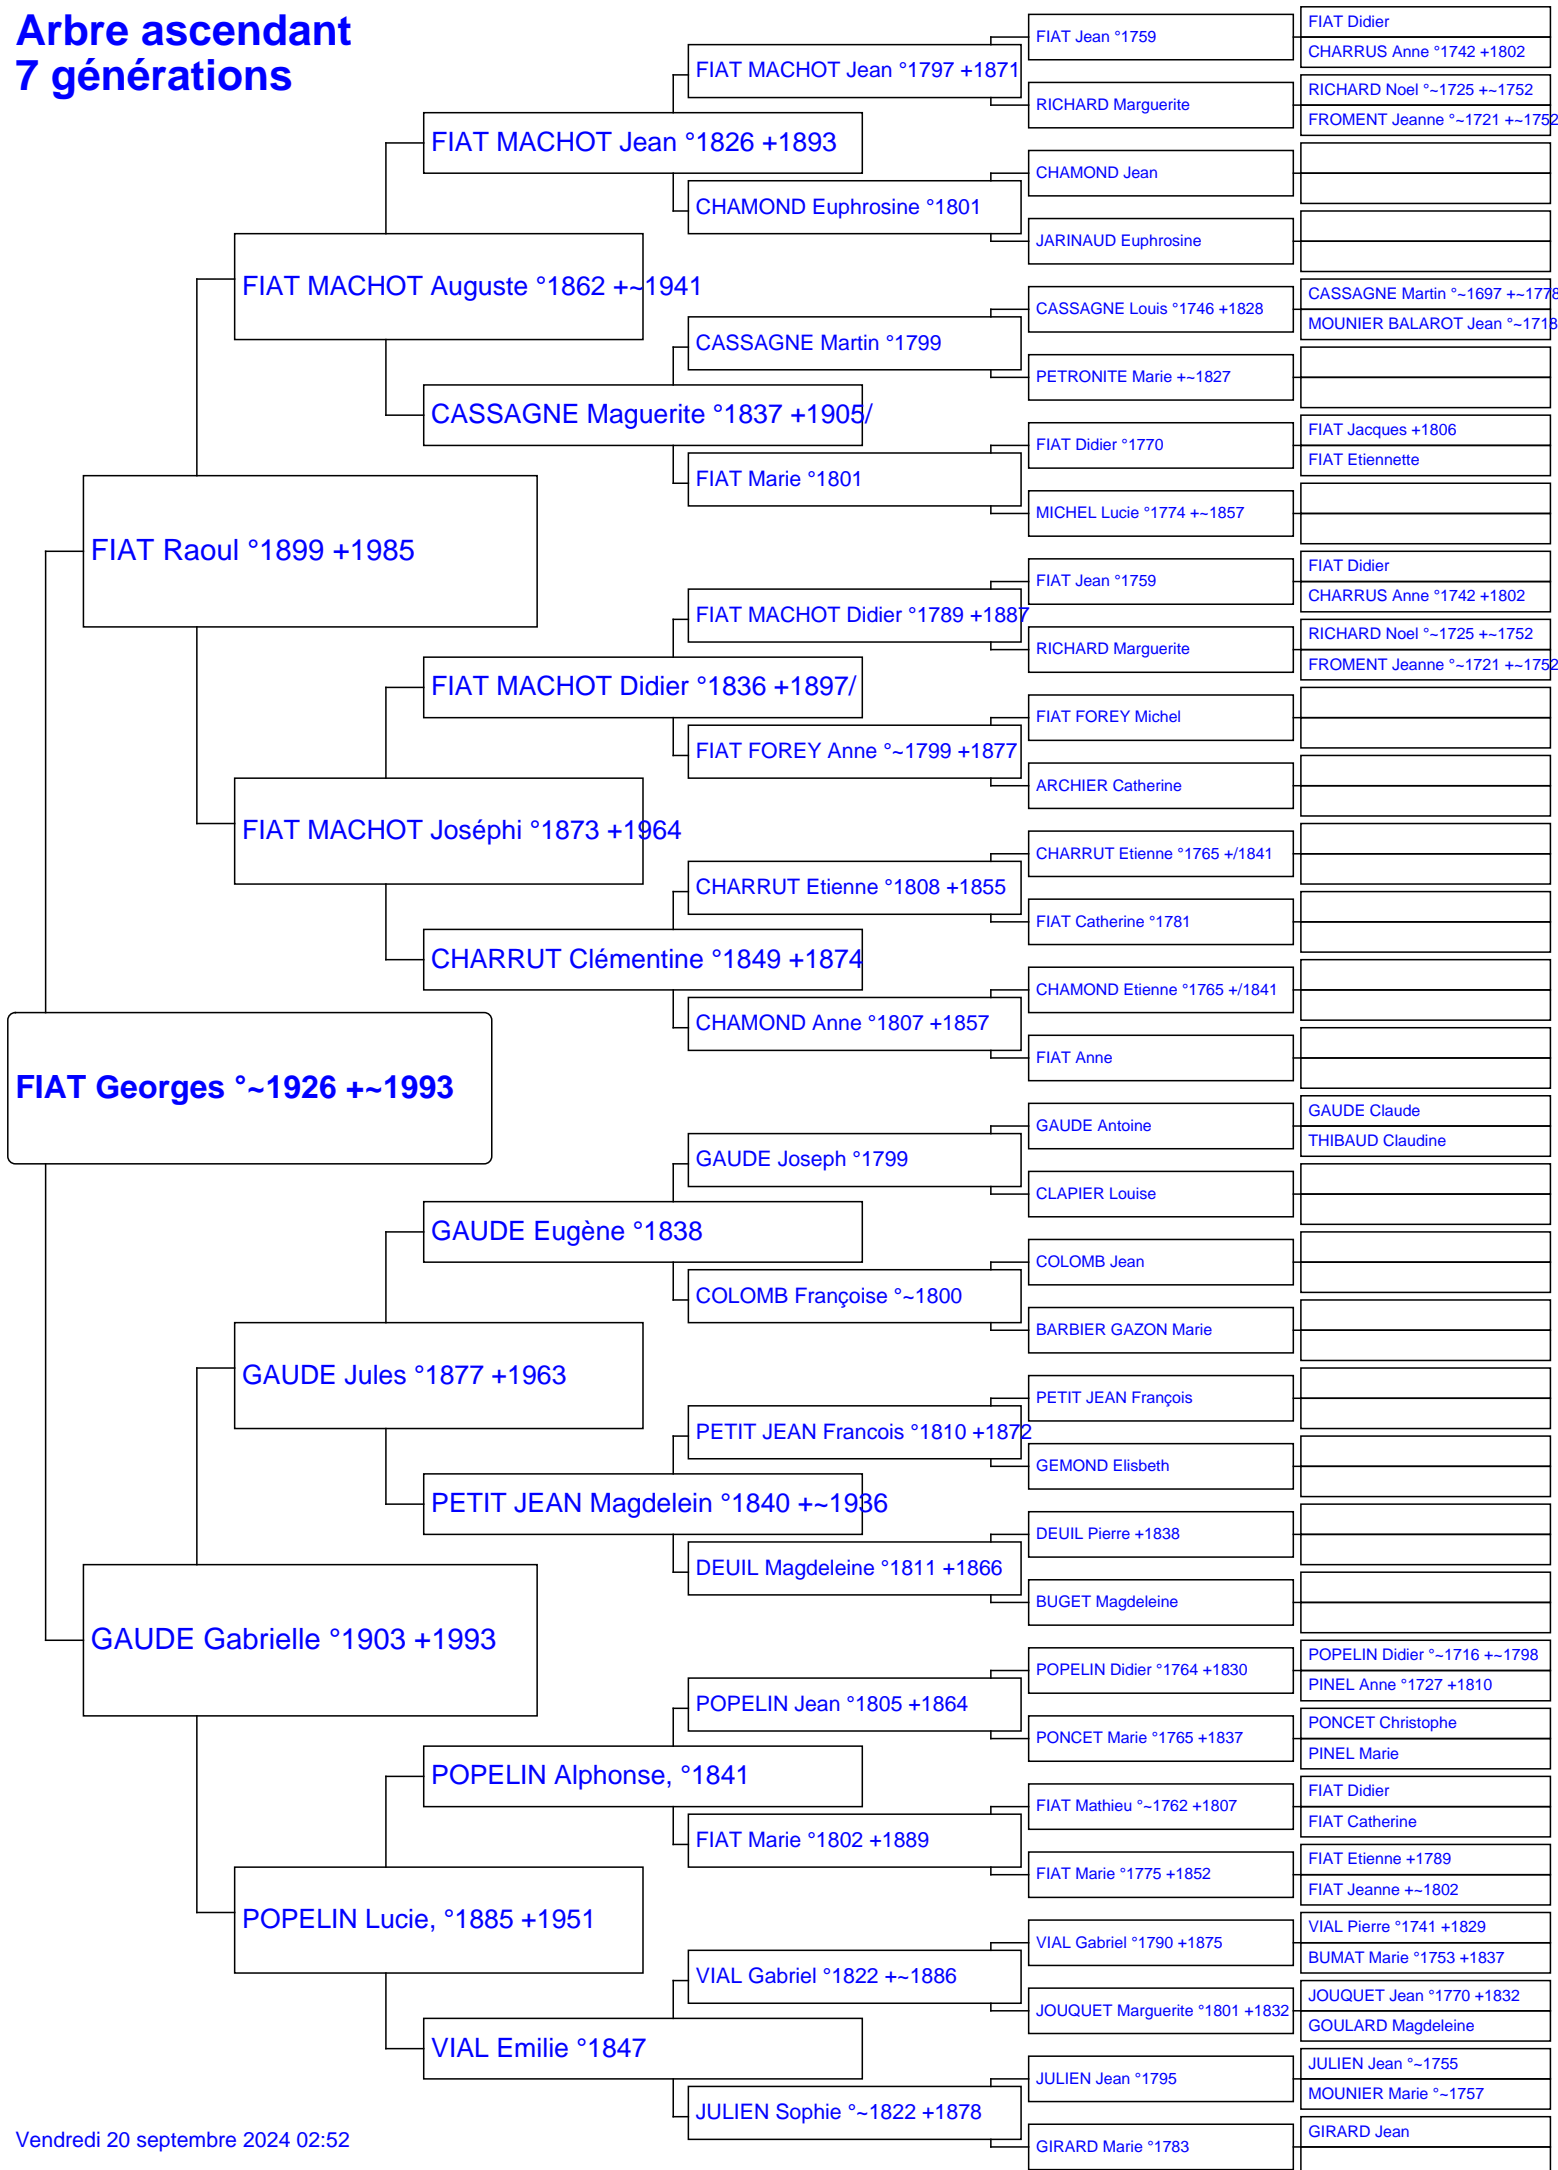 Arbre ascendant
7 générations
FIAT Georges °~1926 +~1993
FIAT Raoul °1899 +1985
GAUDE Gabrielle °1903 +1993
FIAT MACHOT Auguste °1862 +~1941
FIAT MACHOT Joséphi °1873 +1964
GAUDE Jules °1877 +1963
POPELIN Lucie, °1885 +1951
FIAT MACHOT Jean °1826 +1893
CASSAGNE Maguerite °1837 +1905/
FIAT MACHOT Didier °1836 +1897/
CHARRUT Clémentine °1849 +1874
GAUDE Eugène °1838
PETIT JEAN Magdelein °1840 +~1936
POPELIN Alphonse, °1841
VIAL Emilie °1847
FIAT MACHOT Jean °1797 +1871
CHAMOND Euphrosine °1801
CASSAGNE Martin °1799
FIAT Marie °1801
FIAT MACHOT Didier °1789 +1887
FIAT FOREY Anne °~1799 +1877
CHARRUT Etienne °1808 +1855
CHAMOND Anne °1807 +1857
GAUDE Joseph °1799
COLOMB Françoise °~1800
PETIT JEAN Francois °1810 +1872
DEUIL Magdeleine °1811 +1866
POPELIN Jean °1805 +1864
FIAT Marie °1802 +1889
VIAL Gabriel °1822 +~1886
JULIEN Sophie °~1822 +1878
FIAT Jean °1759
RICHARD Marguerite
CHAMOND Jean
JARINAUD Euphrosine
CASSAGNE Louis °1746 +1828
PETRONITE Marie +~1827
FIAT Didier °1770
MICHEL Lucie °1774 +~1857
FIAT Jean °1759
RICHARD Marguerite
FIAT FOREY Michel
ARCHIER Catherine
CHARRUT Etienne °1765 +/1841
FIAT Catherine °1781
CHAMOND Etienne °1765 +/1841
FIAT Anne
GAUDE Antoine
CLAPIER Louise
COLOMB Jean
BARBIER GAZON Marie
PETIT JEAN François
GEMOND Elisbeth
DEUIL Pierre +1838
BUGET Magdeleine
POPELIN Didier °1764 +1830
PONCET Marie °1765 +1837
FIAT Mathieu °~1762 +1807
FIAT Marie °1775 +1852
VIAL Gabriel °1790 +1875
JOUQUET Marguerite °1801 +1832
JULIEN Jean °1795
GIRARD Marie °1783
FIAT Didier
CHARRUS Anne °1742 +1802
RICHARD Noel °~1725 +~1752
FROMENT Jeanne °~1721 +~1752
CASSAGNE Martin °~1697 +~1778
MOUNIER BALAROT Jean °~1718
FIAT Jacques +1806
FIAT Etiennette
FIAT Didier
CHARRUS Anne °1742 +1802
RICHARD Noel °~1725 +~1752
FROMENT Jeanne °~1721 +~1752
GAUDE Claude
THIBAUD Claudine
POPELIN Didier °~1716 +~1798
PINEL Anne °1727 +1810
PONCET Christophe
PINEL Marie
FIAT Didier
FIAT Catherine
FIAT Etienne +1789
FIAT Jeanne +~1802
VIAL Pierre °1741 +1829
BUMAT Marie °1753 +1837
JOUQUET Jean °1770 +1832
GOULARD Magdeleine
JULIEN Jean °~1755
MOUNIER Marie °~1757
GIRARD Jean
Vendredi 20 septembre 2024 02:52